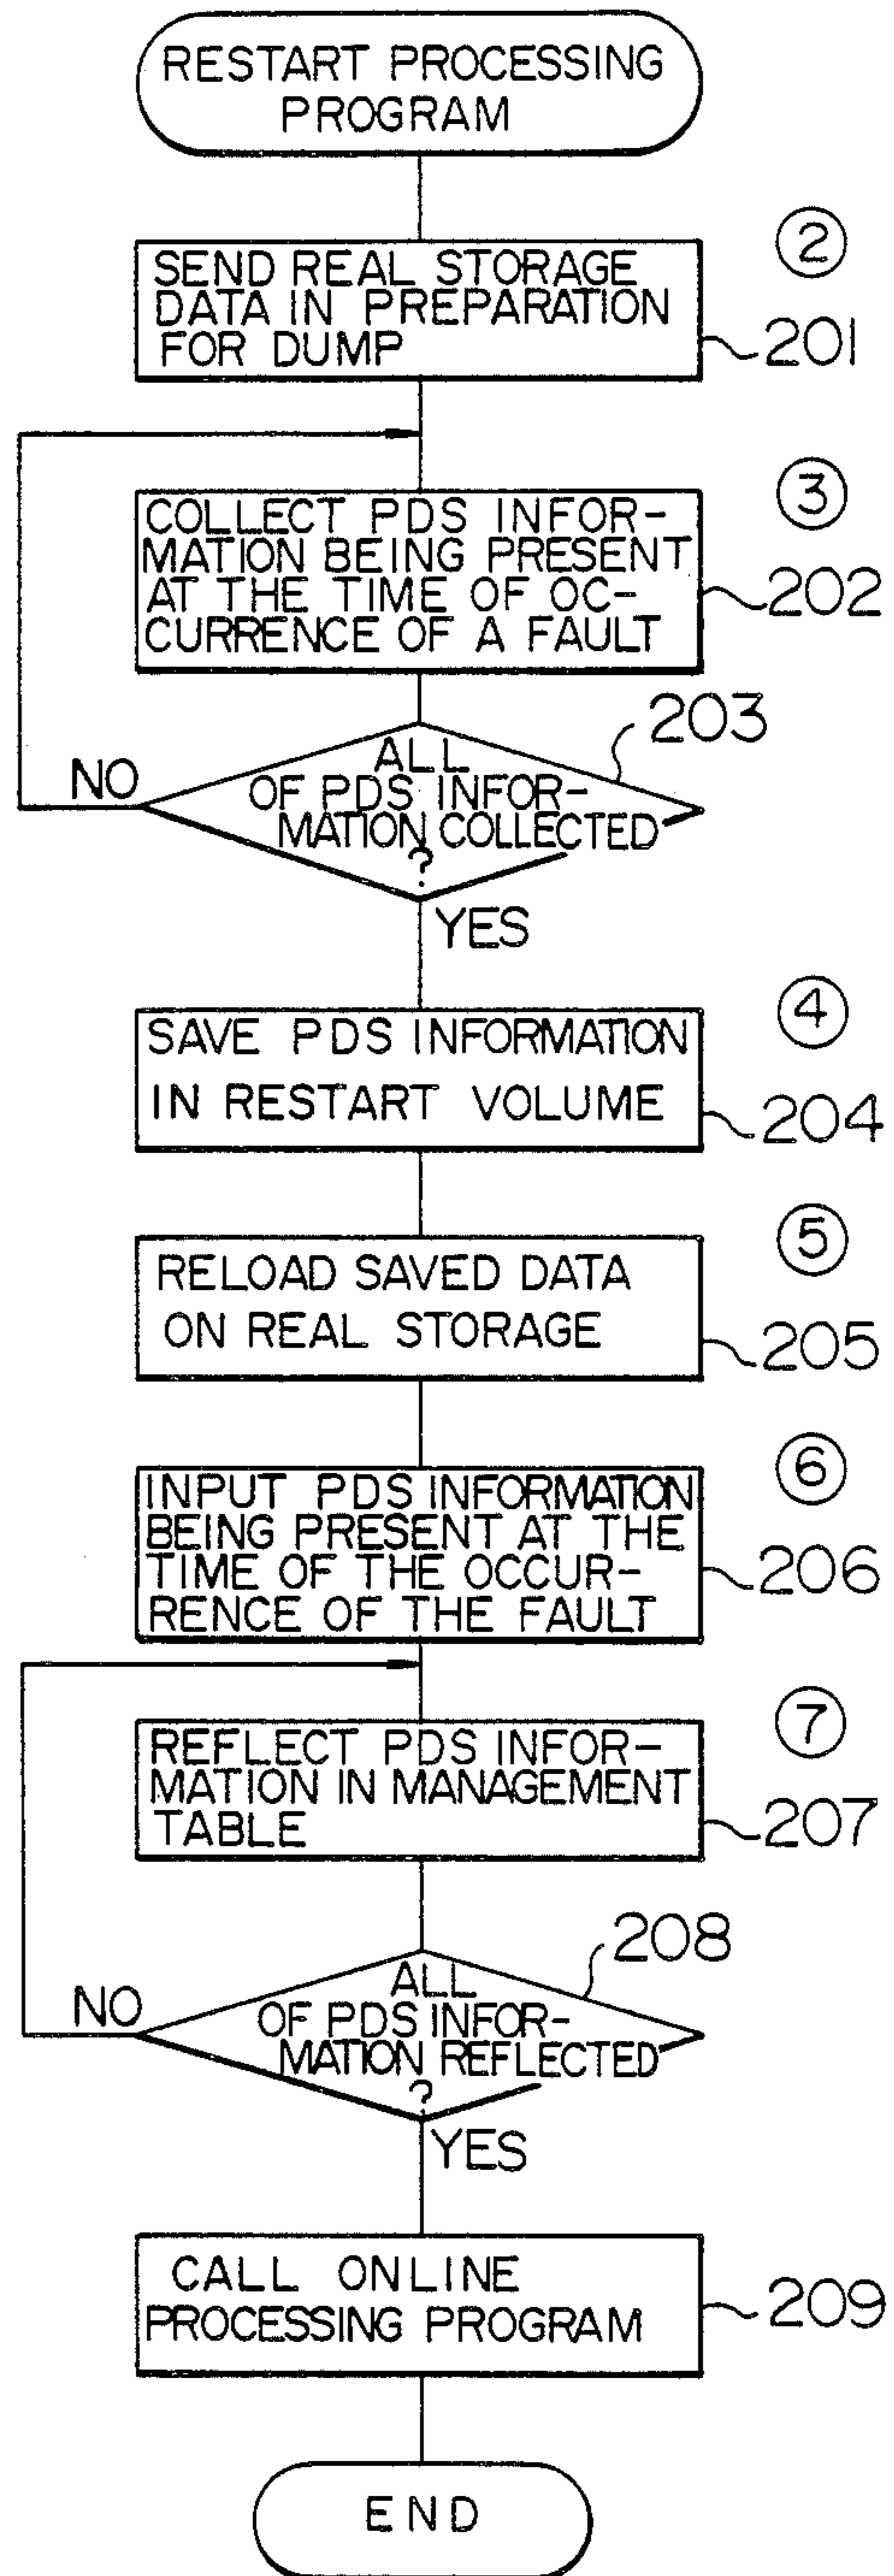 RESTART PROCESSING
PROGRAM
②
SEND REAL STORAGE
DATA IN PREPARATION
FOR DUMP
201
③
COLLECT PDS INFOR-
MATION BEING PRESENT
AT THE TIME OF OC-
CURRENCE OF A FAULT
202
203
ALL
OF PDS INFOR-
MATION COLLECTED
?
NO
YES
④
SAVE PDS INFORMATION
IN RESTART VOLUME
204
⑤
RELOAD SAVED DATA
ON REAL STORAGE
205
⑥
INPUT PDS INFORMATION
BEING PRESENT AT THE
TIME OF THE OCCUR-
RENCE OF THE FAULT
206
⑦
REFLECT PDS INFOR-
MATION IN MANAGEMENT
TABLE
207
208
ALL
OF PDS INFOR-
MATION REFLECTED
?
NO
YES
CALL ONLINE
PROCESSING PROGRAM
209
END